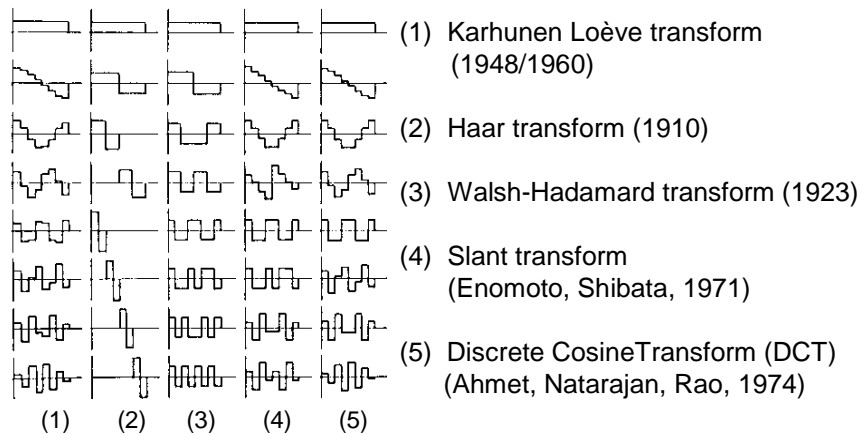 (1) Karhunen Loève transform
(1948/1960)
(2) Haar transform (1910)
(3) Walsh-Hadamard transform (1923)
(4) Slant transform
(Enomoto, Shibata, 1971)
(5) Discrete CosineTransform (DCT)
(Ahmet, Natarajan, Rao, 1974)
(1) (2) (3) (4) (5)